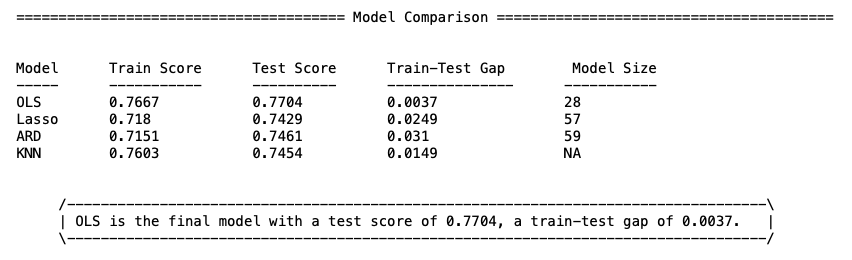 ======================================= Model Comparison ========================================
Model Train Score Test Score Train-Test Gap Model Size
----- ----------- ---------- --------------- -----------
OLS 0.7667 0.7704 0.0037 28
Lasso 0.718 0.7429 0.0249 57
ARD 0.7151 0.7461 0.031 59
KNN 0.7603 0.7454 0.0149 NA
/-----------------------------------------------------------------------------------\
| OLS is the final model with a test score of 0.7704, a train-test gap of 0.0037. |
\-----------------------------------------------------------------------------------/